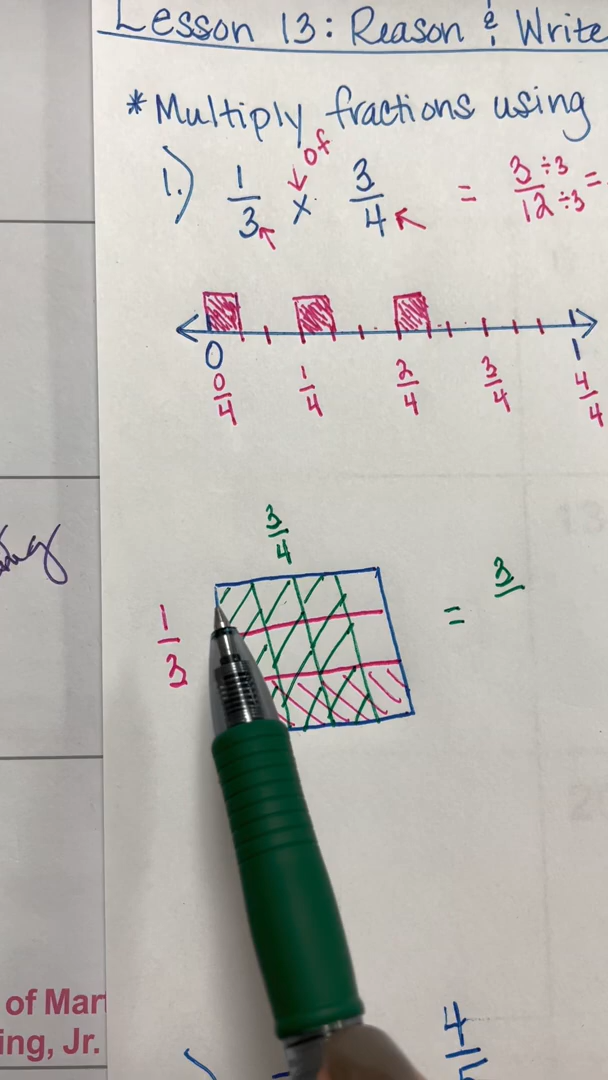 Lesson 13: Reason & Write
*Multiply fractions using
of
1.) 1/3 x 3/4 = 3÷3/12÷3 =
0 1
0/4 1/4 2/4 3/4 4/4
3/4
1/3 = 3
of Mar
ing, Jr.
4